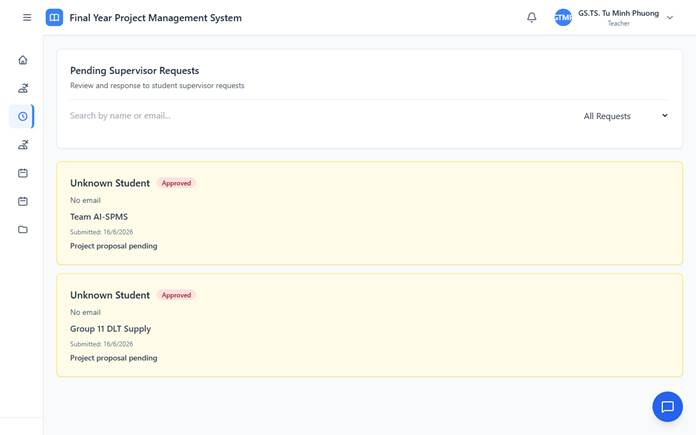 Final Year Project Management System
GTMP
GS.TS. Tu Minh Phuong
Teacher
Pending Supervisor Requests
Review and response to student supervisor requests
Search by name or email...
All Requests
Unknown Student Approved
No email
Team AI-SPMS
Submitted: 16/6/2026
Project proposal pending
Unknown Student Approved
No email
Group 11 DLT Supply
Submitted: 16/6/2026
Project proposal pending